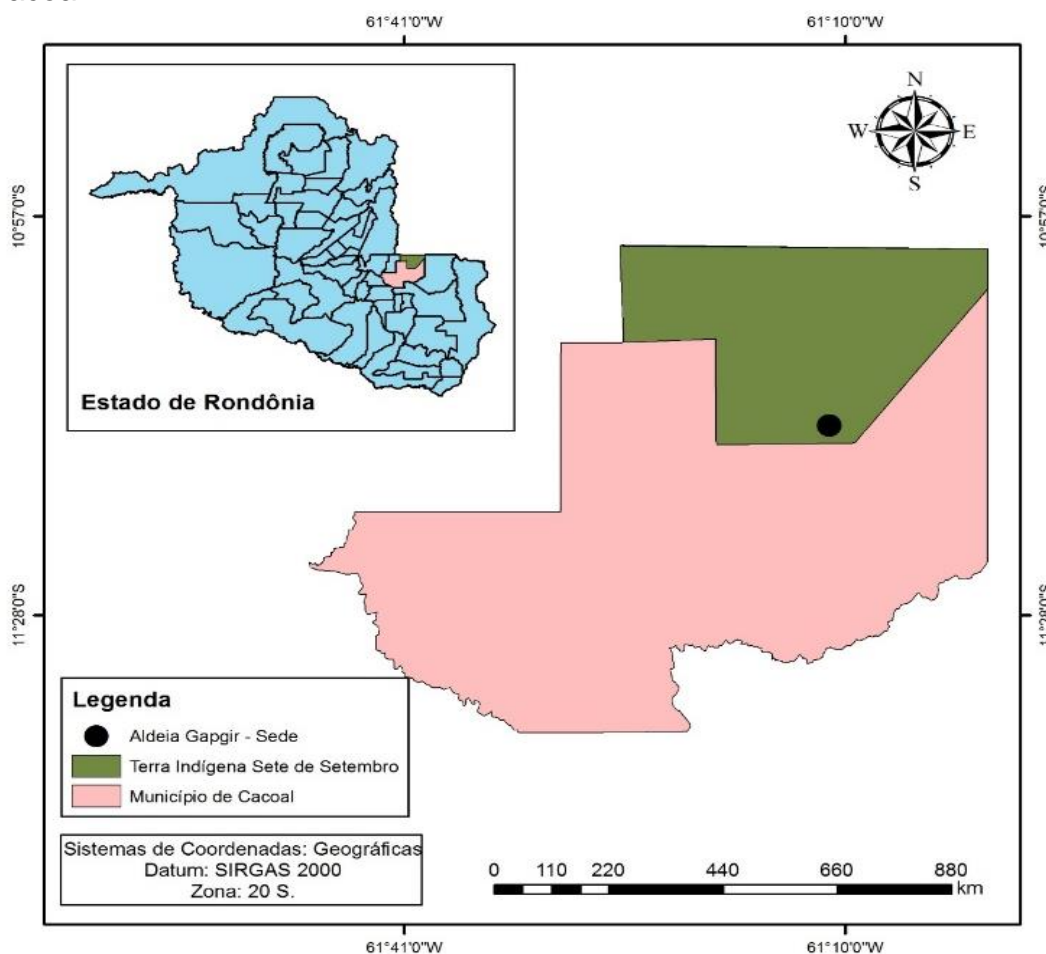 61°41'0"W
61°10'0"W
N
W
E
S
10°57'0"S
10°57'0"S
Estado de Rondônia
11°28'0"S
11°28'0"S
Legenda
Aldeia Gapgir - Sede
Terra Indígena Sete de Setembro
Município de Cacoal
Sistemas de Coordenadas: Geográficas
Datum: SIRGAS 2000
Zona: 20 S.
0 110 220 440 660 880
km
61°41'0"W
61°10'0"W